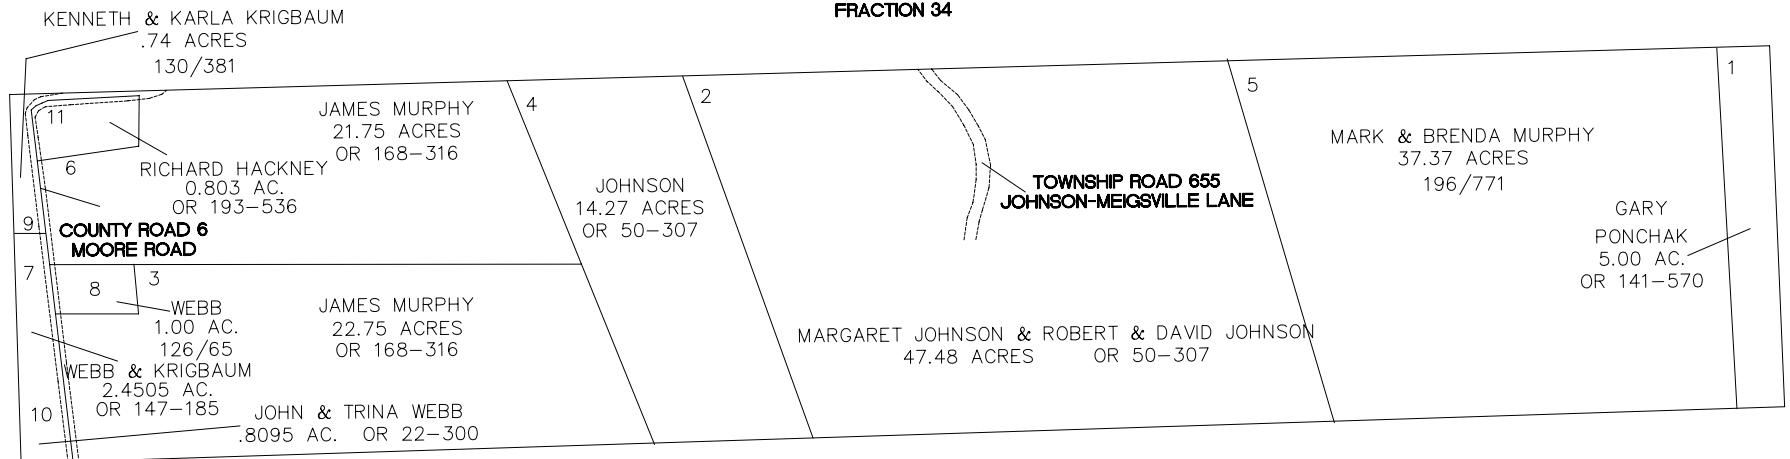 FRACTION 34
KENNETH & KARLA KRIGBAUM
.74 ACRES
130/381
11
JAMES MURPHY
21.75 ACRES
OR 168-316
6
RICHARD HACKNEY
0.803 AC.
OR 193-536
9
COUNTY ROAD 6
MOORE ROAD
4
JOHNSON
14.27 ACRES
OR 50-307
2
TOWNSHIP ROAD 655
JOHNSON-MEIGSVILLE LANE
5
MARK & BRENDA MURPHY
37.37 ACRES
196/771
1
GARY
PONCHAK
5.00 AC.
OR 141-570
7
8
3
WEBB
1.00 AC.
126/65
JAMES MURPHY
22.75 ACRES
OR 168-316
MARGARET JOHNSON & ROBERT & DAVID JOHNSON
47.48 ACRES OR 50-307
WEBB & KRIGBAUM
2.4505 AC.
OR 147-185
10
JOHN & TRINA WEBB
.8095 AC. OR 22-300